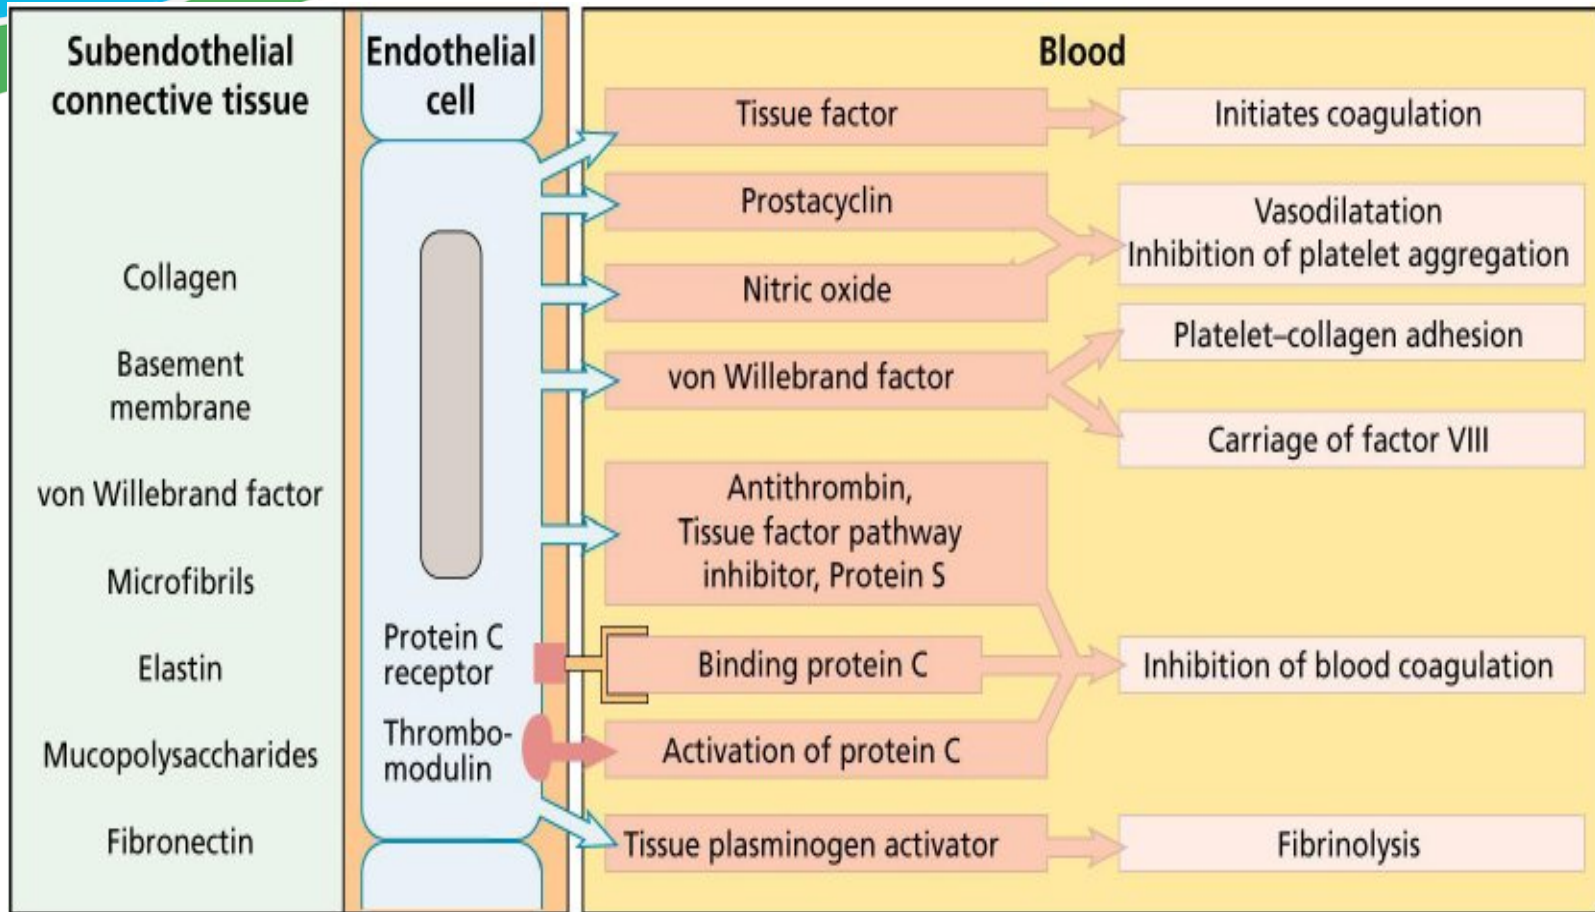 Subendothelial
connective tissue
Collagen
Basement
membrane
von Willebrand factor
Microfibrils
Elastin
Mucopolysaccharides
Fibronectin
Endothelial
cell
Protein C
receptor
Thrombo-
modulin
Blood
Tissue factor
Initiates coagulation
Prostacyclin
Nitric oxide
Vasodilatation
Inhibition of platelet aggregation
von Willebrand factor
Platelet–collagen adhesion
Carriage of factor VIII
Antithrombin,
Tissue factor pathway
inhibitor, Protein S
Binding protein C
Activation of protein C
Inhibition of blood coagulation
Tissue plasminogen activator
Fibrinolysis